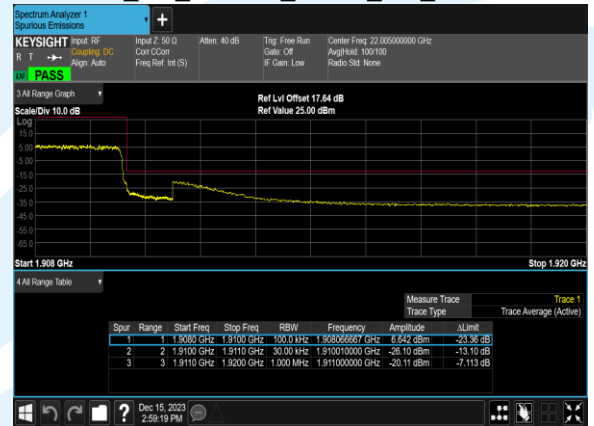 Spectrum Analyzer 1
Spurious Emissions
+
KEYSIGHT Input: RF Input Z: 50 Ω Atten: 40 dB Trig: Free Run Center Freq: 22.005000000 GHz
R T Coupling: DC Corr CCorr Gate: Off Avg|Hold: 100/100
Align: Auto Freq Ref: Int (S) IF Gain: Low Radio Std: None
LXI PASS
3 All Range Graph
Ref Lvl Offset 17.64 dB
Scale/Div 10.0 dB Ref Value 25.00 dBm
Log
15.0
5.00
-5.00
-15.0
-25.0
-35.0
-45.0
-55.0
-65.0
Start 1.908 GHz Stop 1.920 GHz
4 All Range Table
Measure Trace Trace 1
Trace Type Trace Average (Active)
Spur Range Start Freq Stop Freq RBW Frequency Amplitude ΔLimit
1 1 1.9080 GHz 1.9100 GHz 100.0 kHz 1.908066667 GHz 6.642 dBm -23.36 dB
2 2 1.9100 GHz 1.9110 GHz 30.00 kHz 1.910010000 GHz -26.10 dBm -13.10 dB
3 3 1.9110 GHz 1.9200 GHz 1.000 MHz 1.911000000 GHz -20.11 dBm -7.113 dB
? Dec 15, 2023
2:59:19 PM